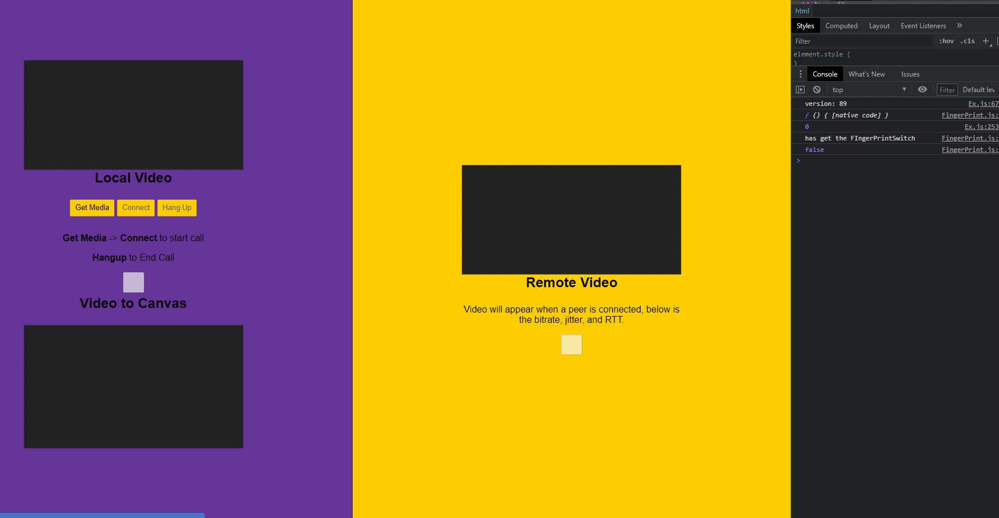 Local Video
Get Media Connect Hang Up
Get Media -> Connect to start call
Hangup to End Call
Video to Canvas
Remote Video
Video will appear when a peer is connected, below is
the bitrate, jitter, and RTT.
html
Styles Computed Layout Event Listeners »
Filter :hov .cls +
element.style {
}
Console What's New Issues
top Filter Default lev
version: 89 Ex.js:67
ƒ () { [native code] } FingerPrint.js:
0 Ex.js:253
has get the FIngerPrintSwitch FingerPrint.js:
false FingerPrint.js:
>